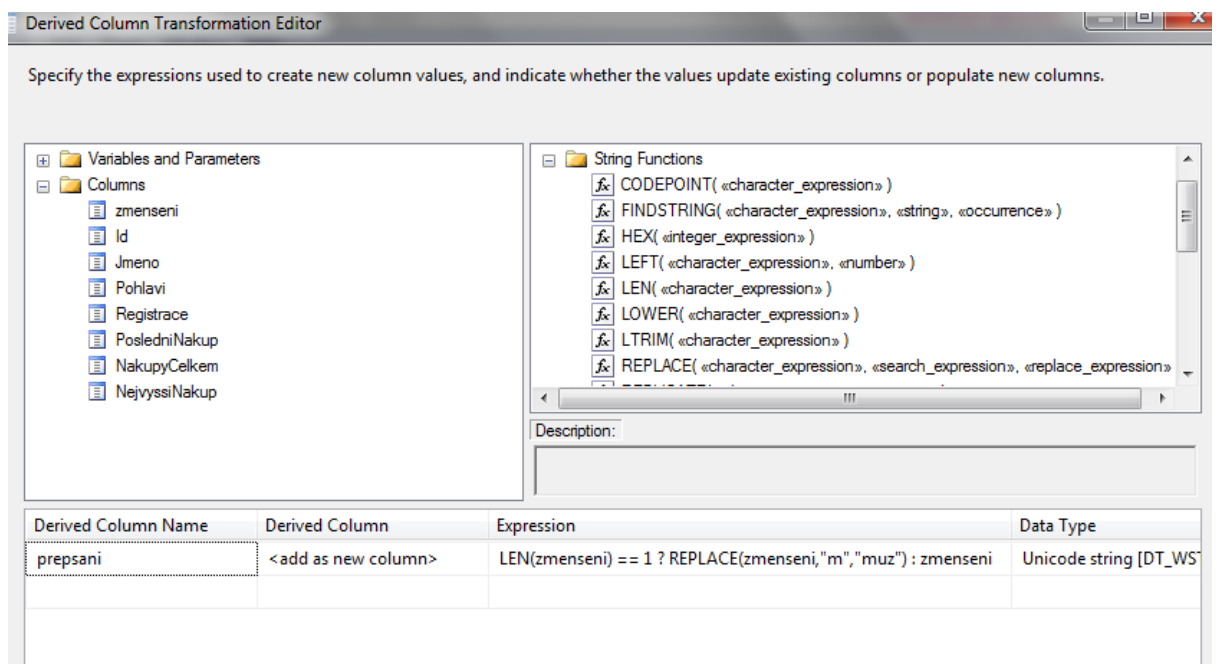 Derived Column Transformation Editor
Specify the expressions used to create new column values, and indicate whether the values update existing columns or populate new columns.
Variables and Parameters
Columns
zmenseni
Id
Jmeno
Pohlavi
Registrace
PosledniNakup
NakupyCelkem
NejvyssiNakup
String Functions
CODEPOINT( «character_expression» )
FINDSTRING( «character_expression», «string», «occurrence» )
HEX( «integer_expression» )
LEFT( «character_expression», «number» )
LEN( «character_expression» )
LOWER( «character_expression» )
LTRIM( «character_expression» )
REPLACE( «character_expression», «search_expression», «replace_expression»
Description:
Derived Column Name Derived Column Expression Data Type
prepsani <add as new column> LEN(zmenseni) == 1 ? REPLACE(zmenseni,"m","muz") : zmenseni Unicode string [DT_WST